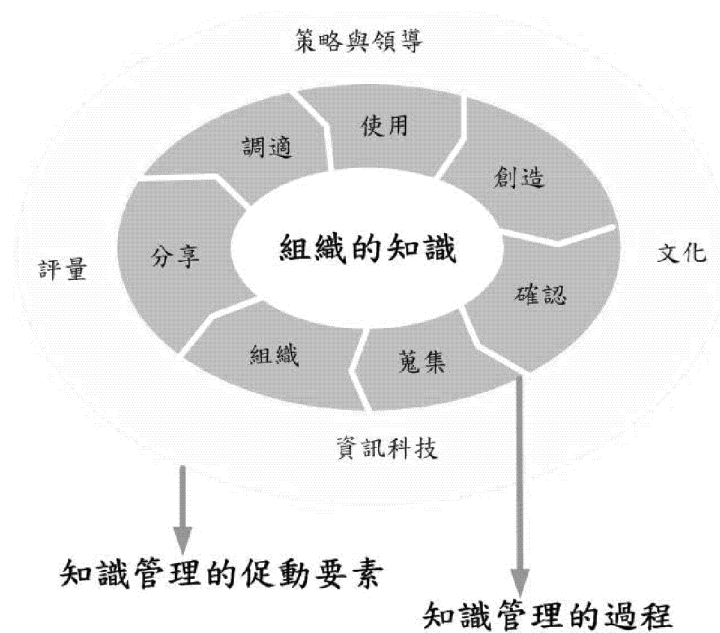 策略與領導
使用
調適
創造
分享
組織的知識
文化
評量
確認
組織
蒐集
資訊科技
知識管理的促動要素
知識管理的過程